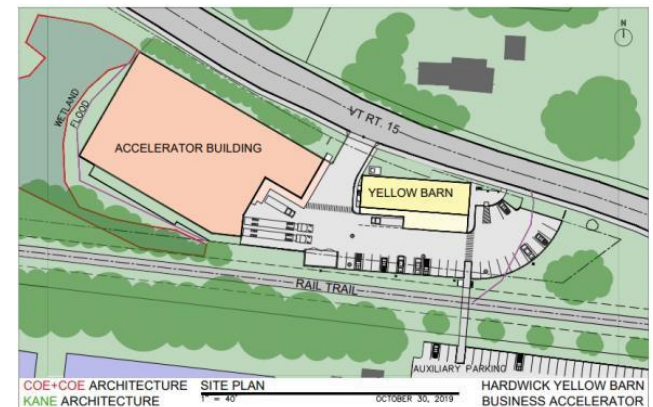 N
VT RT. 15
WETLAND
FLOOD
ACCELERATOR BUILDING
YELLOW BARN
RAIL TRAIL
AUXILIARY PARKING
COE+COE ARCHITECTURE
KANE ARCHITECTURE
SITE PLAN
1" = 40'
OCTOBER 30, 2019
HARDWICK YELLOW BARN
BUSINESS ACCELERATOR